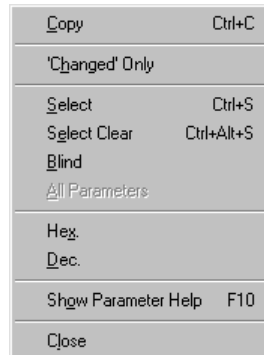 Copy Ctrl+C
'Changed' Only
Select Ctrl+S
Select Clear Ctrl+Alt+S
Blind
All Parameters
Hex.
Dec.
Show Parameter Help F10
Close